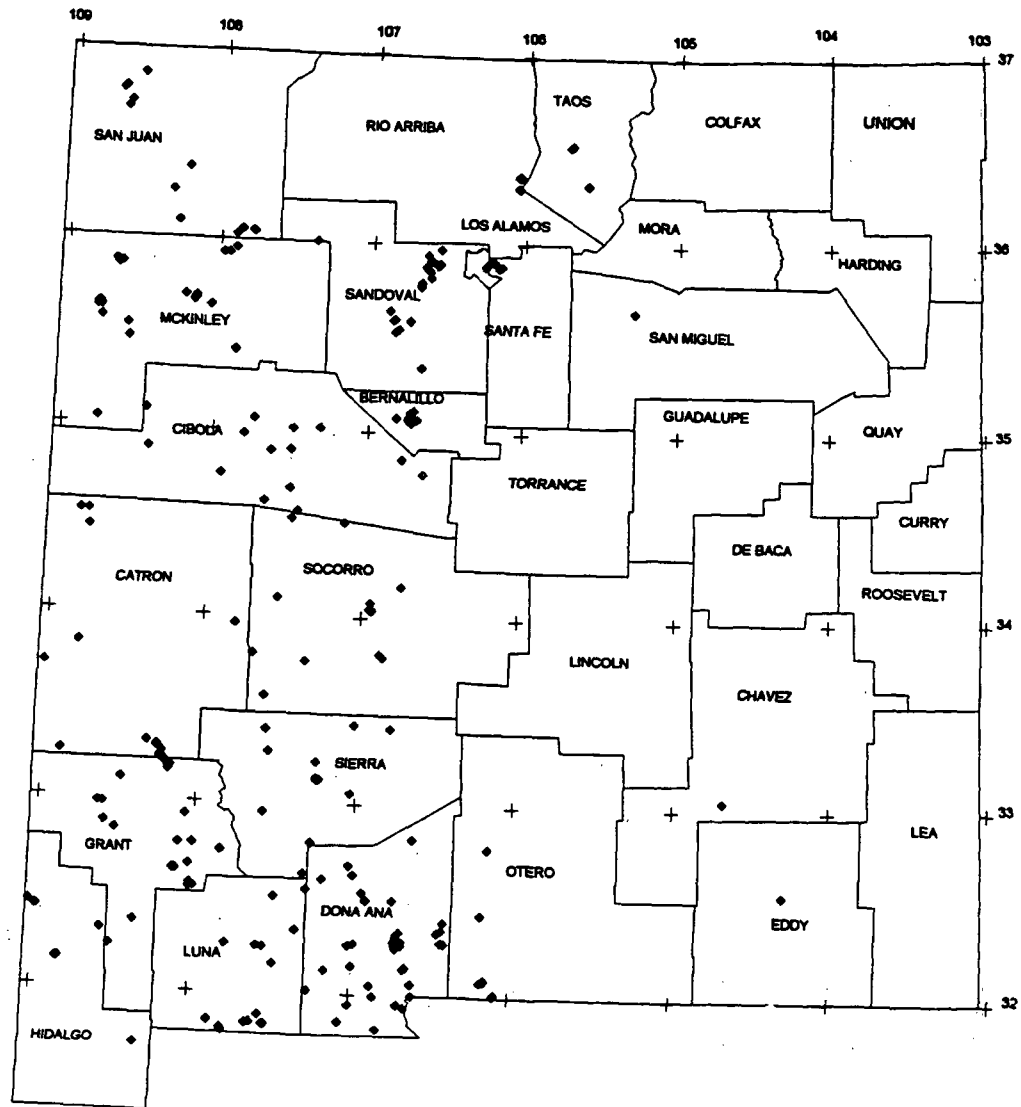 109
108
107
106
105
104
103
37
TAOS
SAN JUAN
RIO ARRIBA
COLFAX
UNION
LOS ALAMOS
MORA
36
HARDING
SANDOVAL
MCKINLEY
SANTA FE
SAN MIGUEL
BERNALILLO
GUADALUPE
CIBOLA
QUAY
35
TORRANCE
CURRY
DE BACA
CATRON
SOCORRO
ROOSEVELT
34
LINCOLN
CHAVEZ
SIERRA
33
GRANT
LEA
OTERO
DONA ANA
EDDY
LUNA
32
HIDALGO